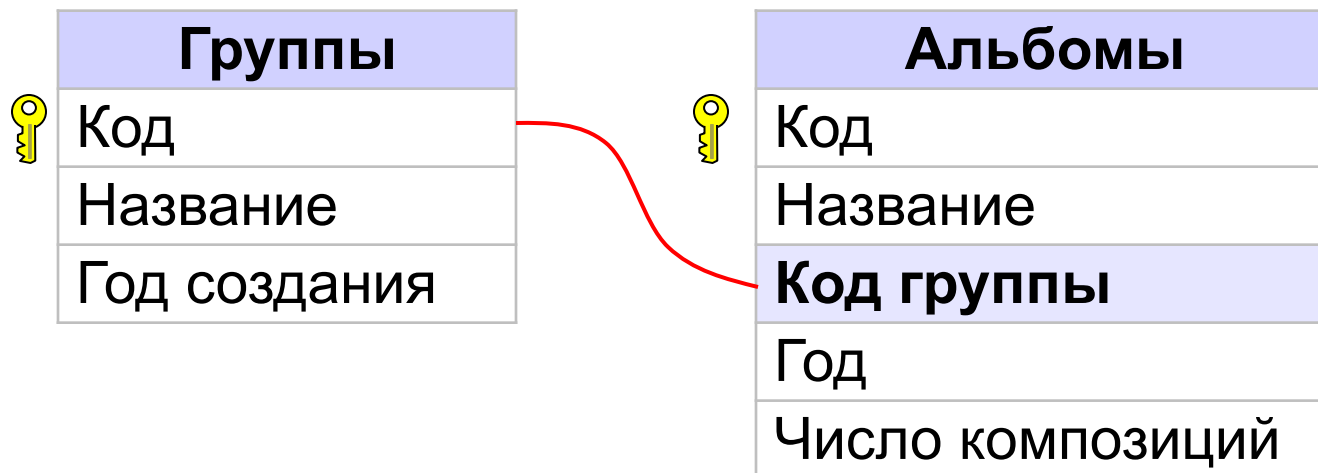 Группы
Код
Название
Год создания
Альбомы
Код
Название
Код группы
Год
Число композиций